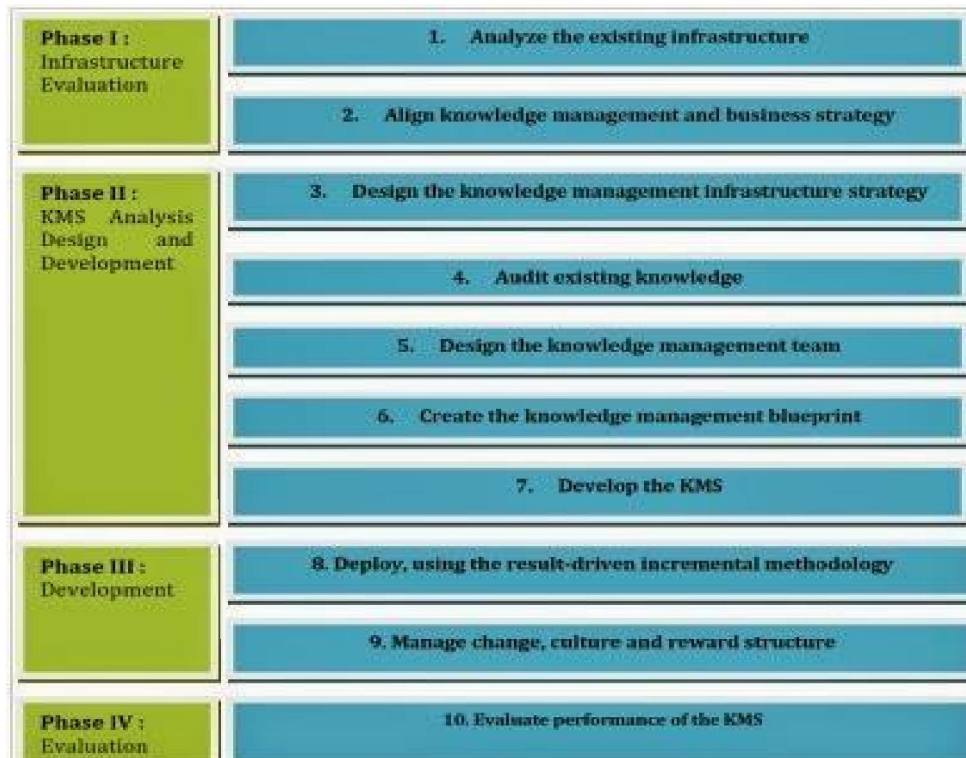 Phase I :
Infrastructure
Evaluation
1. Analyze the existing infrastructure
2. Align knowledge management and business strategy
Phase II :
KMS Analysis
Design and
Development
3. Design the knowledge management infrastructure strategy
4. Audit existing knowledge
5. Design the knowledge management team
6. Create the knowledge management blueprint
7. Develop the KMS
Phase III :
Development
8. Deploy, using the result-driven incremental methodology
9. Manage change, culture and reward structure
Phase IV :
Evaluation
10. Evaluate performance of the KMS